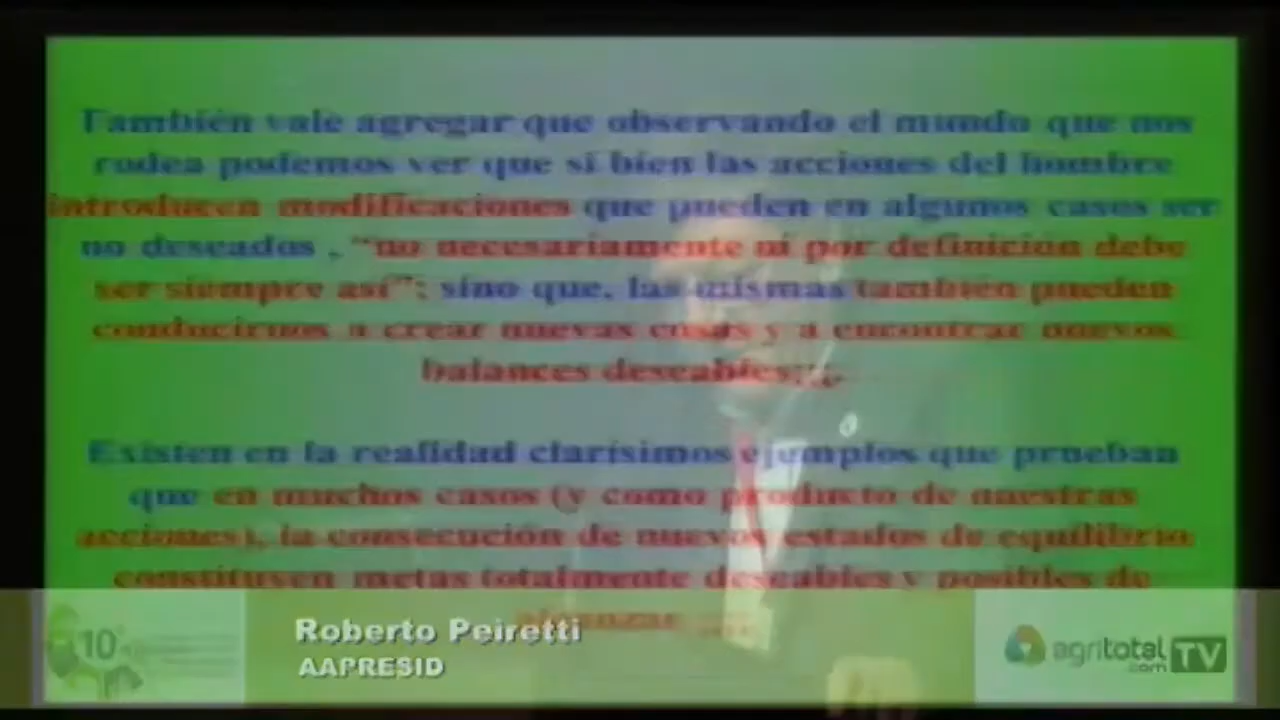 También vale agregar que observando el mundo que nos
rodea podemos ver que si bien las acciones del hombre
introducen modificaciones que pueden en algunos casos ser
no deseados , “no necesariamente ni por definición debe
ser siempre así”; sino que, las mismas también pueden
conducirnos a crear nuevas cosas y a encontrar nuevos
balances deseables
Existen en la realidad clarísimos ejemplos que prueban
que en muchos casos (y como producto de nuestras
acciones), la consecución de nuevos estados de equilibrio
constituyen metas totalmente deseables y posibles de
alcanzar
10
Roberto Peiretti
AAPRESID
agritotal
.com
TV